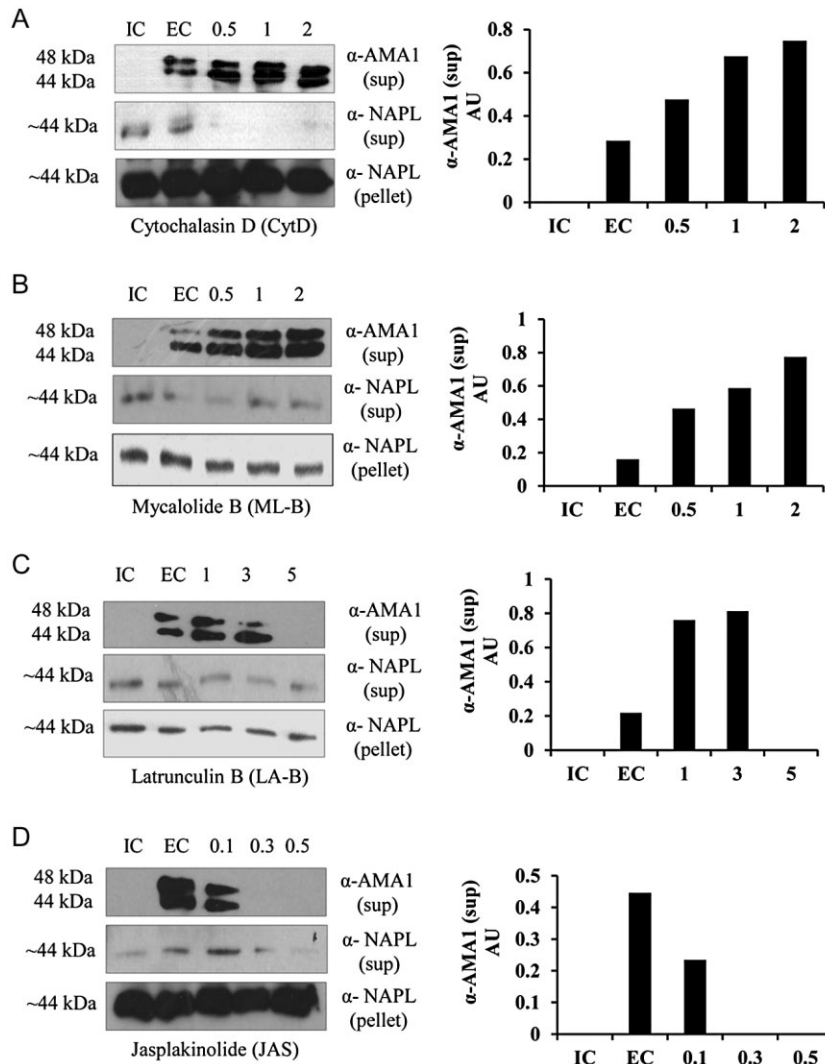 A
IC EC 0.5 1 2
48 kDa
44 kDa
α-AMA1
(sup)
~44 kDa
α- NAPL
(sup)
~44 kDa
α- NAPL
(pellet)
Cytochalasin D (CytD)
α-AMA1 (sup)
AU
0.8
0.6
0.4
0.2
0
IC EC 0.5 1 2
B
IC EC 0.5 1 2
48 kDa
44 kDa
α-AMA1
(sup)
~44 kDa
α- NAPL
(sup)
~44 kDa
α- NAPL
(pellet)
Mycalolide B (ML-B)
α-AMA1 (sup)
AU
1
0.8
0.6
0.4
0.2
0
IC EC 0.5 1 2
C
IC EC 1 3 5
48 kDa
44 kDa
α-AMA1
(sup)
~44 kDa
α- NAPL
(sup)
~44 kDa
α- NAPL
(pellet)
Latrunculin B (LA-B)
α-AMA1 (sup)
AU
1
0.8
0.6
0.4
0.2
0
IC EC 1 3 5
D
IC EC 0.1 0.3 0.5
48 kDa
44 kDa
α-AMA1
(sup)
~44 kDa
α- NAPL
(sup)
~44 kDa
α- NAPL
(pellet)
Jasplakinolide (JAS)
α-AMA1 (sup)
AU
0.5
0.4
0.3
0.2
0.1
0
IC EC 0.1 0.3 0.5